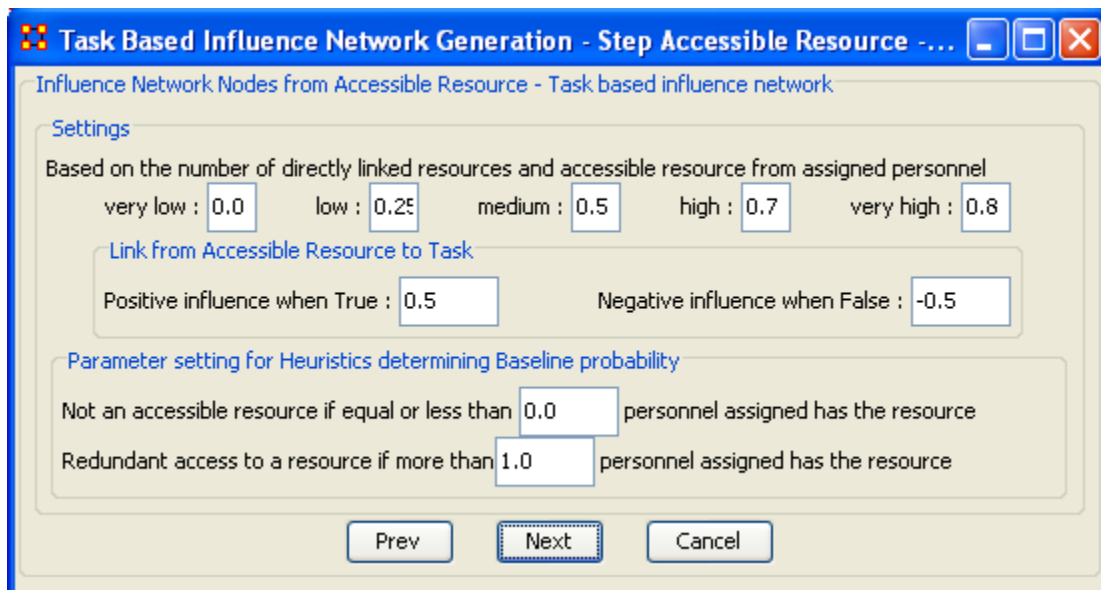 Task Based Influence Network Generation - Step Accessible Resource -...
Influence Network Nodes from Accessible Resource - Task based influence network
Settings
Based on the number of directly linked resources and accessible resource from assigned personnel
very low : 0.0 low : 0.25 medium : 0.5 high : 0.7 very high : 0.8
Link from Accessible Resource to Task
Positive influence when True : 0.5 Negative influence when False : -0.5
Parameter setting for Heuristics determining Baseline probability
Not an accessible resource if equal or less than 0.0 personnel assigned has the resource
Redundant access to a resource if more than 1.0 personnel assigned has the resource
Prev Next Cancel